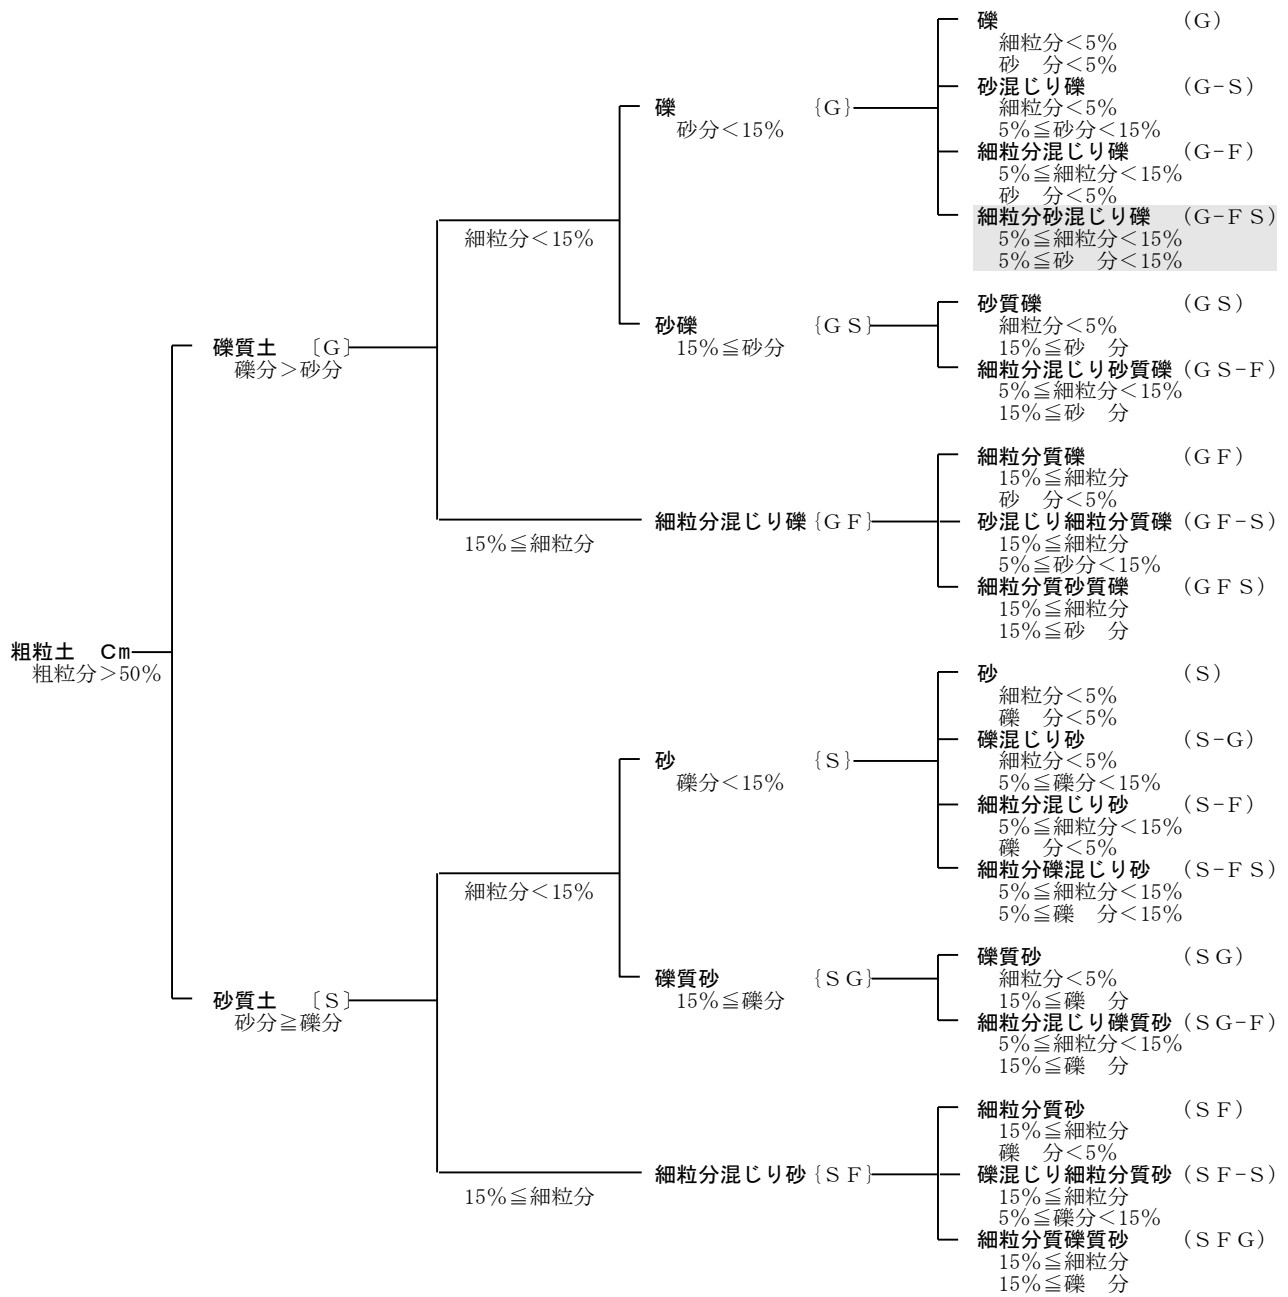 礫 (G)
細粒分<5%
砂 分<5%
砂混じり礫 (G-S)
細粒分<5%
5%≦砂分<15%
細粒分混じり礫 (G-F)
5%≦細粒分<15%
砂 分<5%
細粒分砂混じり礫 (G-FS)
5%≦細粒分<15%
5%≦砂 分<15%
礫 {G}
砂分<15%
細粒分<15%
砂質礫 (GS)
細粒分<5%
15%≦砂 分
細粒分混じり砂質礫 (GS-F)
5%≦細粒分<15%
15%≦砂 分
砂礫 {GS}
15%≦砂分
礫質土 〔G〕
礫分>砂分
細粒分質礫 (GF)
15%≦細粒分
砂 分<5%
砂混じり細粒分質礫 (GF-S)
15%≦細粒分
5%≦砂分<15%
細粒分質砂質礫 (GFS)
15%≦細粒分
15%≦砂 分
細粒分混じり礫 {GF}
15%≦細粒分
粗粒土 Cm
粗粒分>50%
砂 (S)
細粒分<5%
礫 分<5%
礫混じり砂 (S-G)
細粒分<5%
5%≦礫分<15%
細粒分混じり砂 (S-F)
5%≦細粒分<15%
礫 分<5%
細粒分礫混じり砂 (S-FS)
5%≦細粒分<15%
5%≦礫 分<15%
砂 {S}
礫分<15%
細粒分<15%
礫質砂 (SG)
細粒分<5%
15%≦礫 分
細粒分混じり礫質砂 (SG-F)
5%≦細粒分<15%
15%≦礫 分
礫質砂 {SG}
15%≦礫分
砂質土 〔S〕
砂分≧礫分
細粒分質砂 (SF)
15%≦細粒分
礫 分<5%
礫混じり細粒分質砂 (SF-S)
15%≦細粒分
5%≦礫分<15%
細粒分質礫質砂 (SFG)
15%≦細粒分
15%≦礫 分
細粒分混じり砂 {SF}
15%≦細粒分